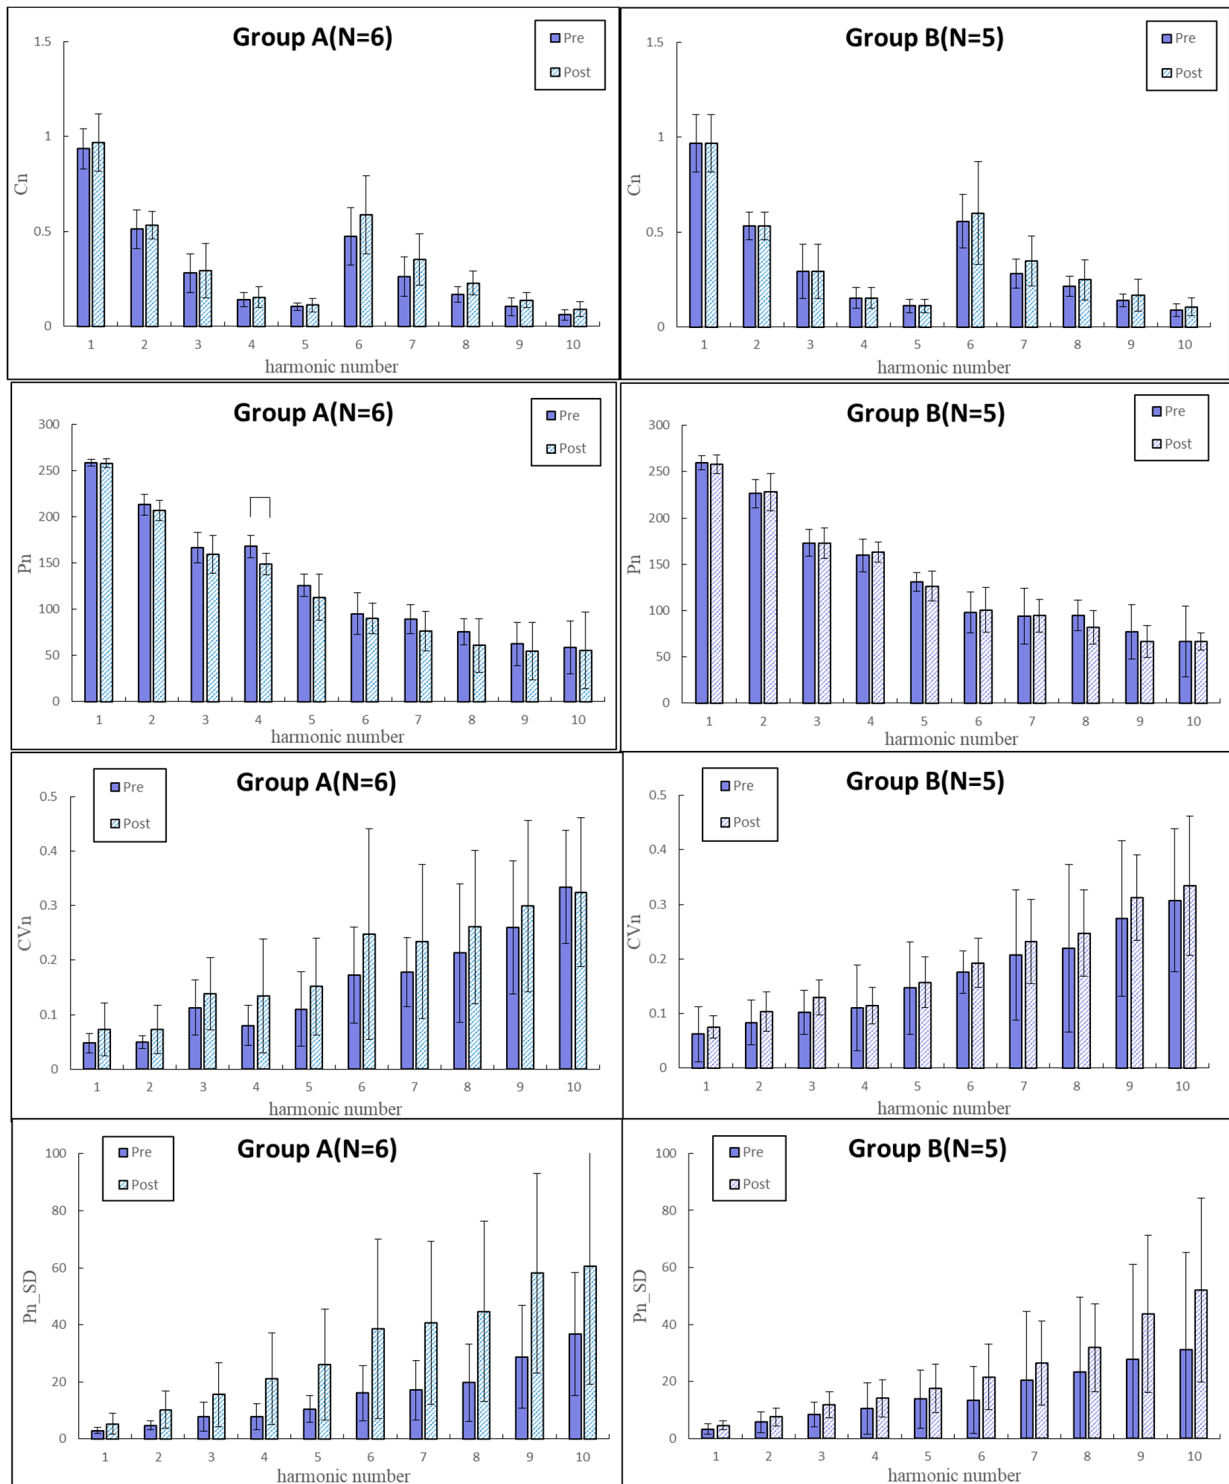 Group A(N=6)
Pre
Post
1.5
1
0.5
0
Cn
1 2 3 4 5 6 7 8 9 10
harmonic number
Group B(N=5)
Pre
Post
1.5
1
0.5
0
Cn
1 2 3 4 5 6 7 8 9 10
harmonic number
Group A(N=6)
Pre
Post
300
250
200
150
100
50
0
Pn
1 2 3 4 5 6 7 8 9 10
harmonic number
Group B(N=5)
Pre
Post
300
250
200
150
100
50
0
Pn
1 2 3 4 5 6 7 8 9 10
harmonic number
Group A(N=6)
Pre
Post
0.5
0.4
0.3
0.2
0.1
0
CVn
1 2 3 4 5 6 7 8 9 10
harmonic number
Group B(N=5)
Pre
Post
0.5
0.4
0.3
0.2
0.1
0
CVn
1 2 3 4 5 6 7 8 9 10
harmonic number
Group A(N=6)
Pre
Post
100
80
60
40
20
0
Pn_SD
1 2 3 4 5 6 7 8 9 10
harmonic number
Group B(N=5)
Pre
Post
100
80
60
40
20
0
Pn_SD
1 2 3 4 5 6 7 8 9 10
harmonic number